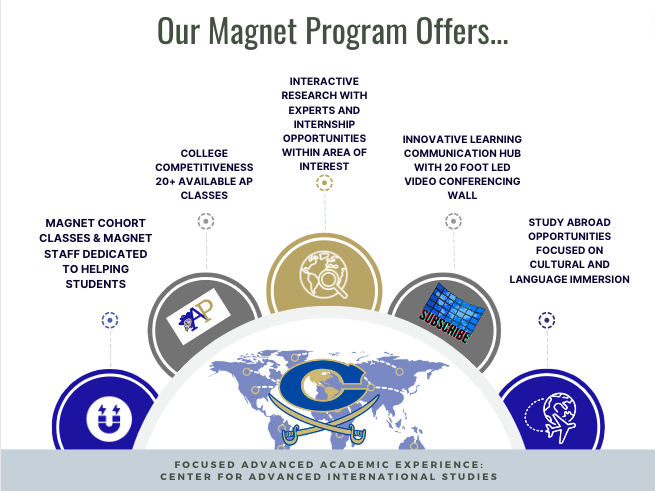 Our Magnet Program Offers...
INTERACTIVE
RESEARCH WITH
EXPERTS AND
INTERNSHIP
OPPORTUNITIES
WITHIN AREA OF
INTEREST
COLLEGE
COMPETITIVENESS
20+ AVAILABLE AP
CLASSES
INNOVATIVE LEARNING
COMMUNICATION HUB
WITH 20 FOOT LED
VIDEO CONFERENCING
WALL
MAGNET COHORT
CLASSES & MAGNET
STAFF DEDICATED
TO HELPING
STUDENTS
STUDY ABROAD
OPPORTUNITIES
FOCUSED ON
CULTURAL AND
LANGUAGE IMMERSION
AP
SUBSCRIBE
C
FOCUSED ADVANCED ACADEMIC EXPERIENCE:
CENTER FOR ADVANCED INTERNATIONAL STUDIES